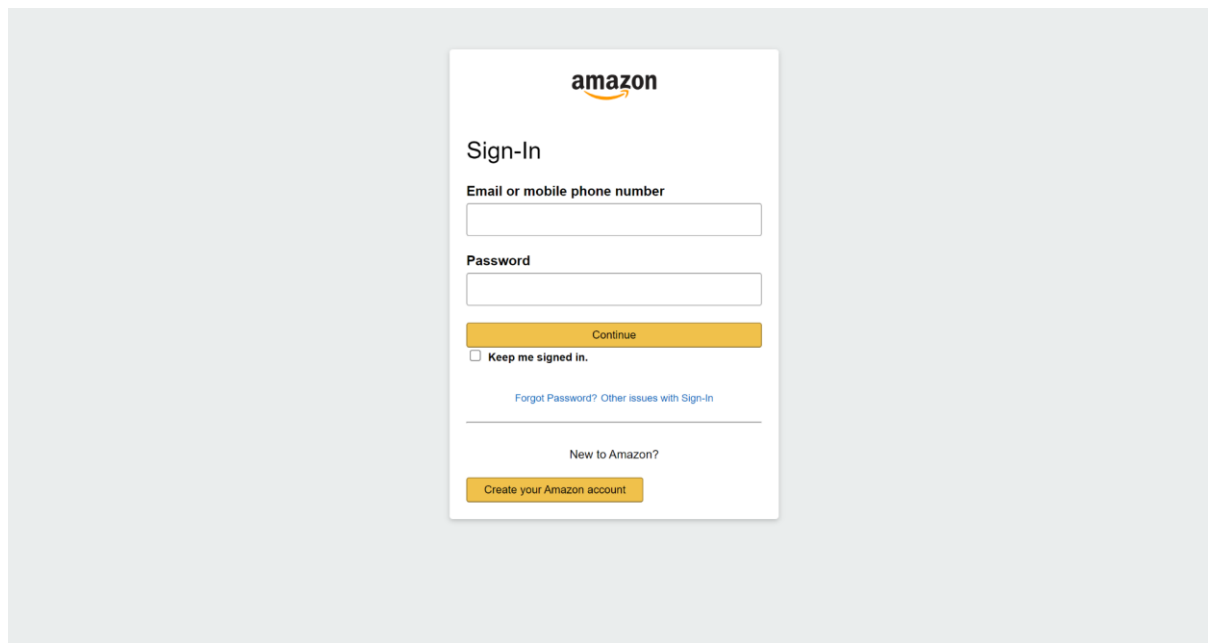 amazon
Sign-In
Email or mobile phone number
Password
Continue
Keep me signed in.
Forgot Password? Other issues with Sign-In
New to Amazon?
Create your Amazon account